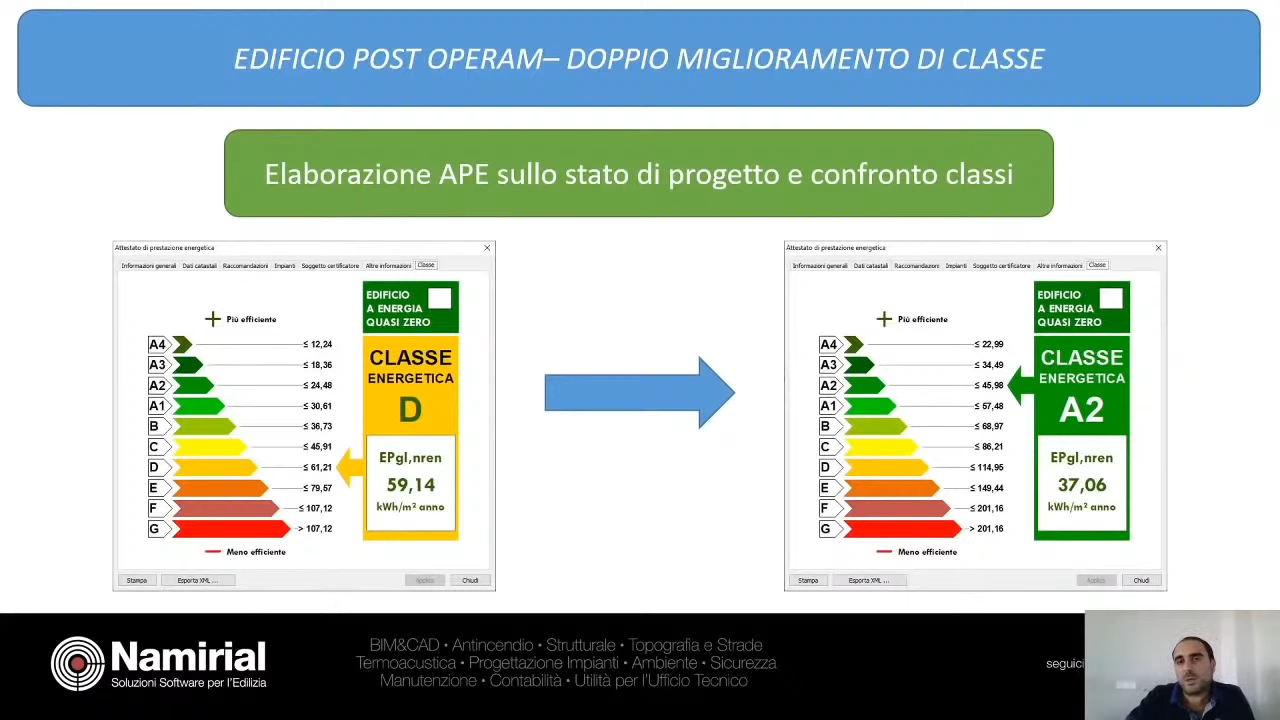 EDIFICIO POST OPERAM– DOPPIO MIGLIORAMENTO DI CLASSE
Elaborazione APE sullo stato di progetto e confronto classi
Attestato di prestazione energetica
Informazioni generali Dati catastali Raccomandazioni Impianti Soggetto certificatore Altre informazioni Classe
EDIFICIO
A ENERGIA
QUASI ZERO
Più efficiente
A4 ≤ 12,24
A3 ≤ 18,36
A2 ≤ 24,48
A1 ≤ 30,61
B ≤ 36,73
C ≤ 45,91
D ≤ 61,21
E ≤ 79,57
F ≤ 107,12
G > 107,12
Meno efficiente
CLASSE
ENERGETICA
D
EPgl,nren
59,14
kWh/m² anno
Stampa Esporta XML ... Applica Chiudi
Attestato di prestazione energetica
Informazioni generali Dati catastali Raccomandazioni Impianti Soggetto certificatore Altre informazioni Classe
EDIFICIO
A ENERGIA
QUASI ZERO
Più efficiente
A4 ≤ 22,99
A3 ≤ 34,49
A2 ≤ 45,98
A1 ≤ 57,48
B ≤ 68,97
C ≤ 86,21
D ≤ 114,95
E ≤ 149,44
F ≤ 201,16
G > 201,16
Meno efficiente
CLASSE
ENERGETICA
A2
EPgl,nren
37,06
kWh/m² anno
Stampa Esporta XML ... Applica Chiudi
Namirial
Soluzioni Software per l'Edilizia
BIM&CAD • Antincendio • Strutturale • Topografia e Strade
Termoacustica • Progettazione Impianti • Ambiente • Sicurezza
Manutenzione • Contabilità • Utilità per l'Ufficio Tecnico
seguici